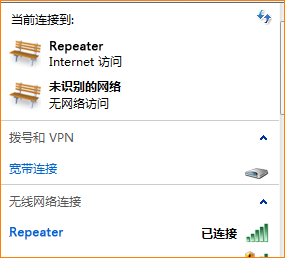 当前连接到:
Repeater
Internet 访问
未识别的网络
无网络访问
拨号和 VPN
宽带连接
无线网络连接
Repeater 已连接